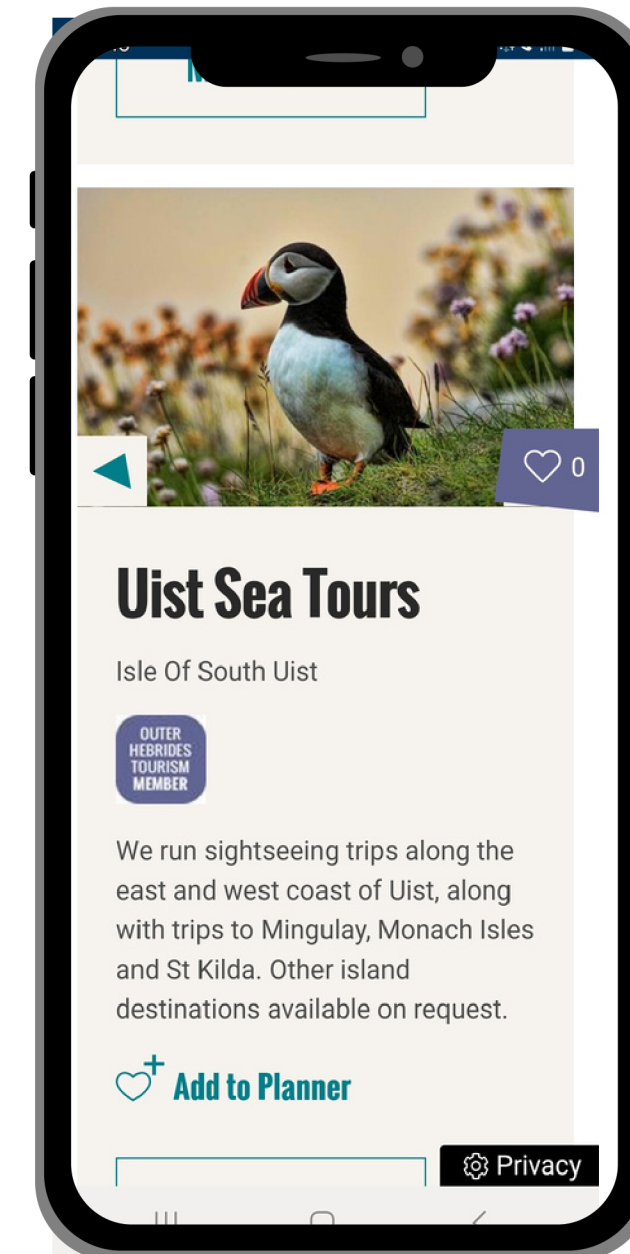 0
Uist Sea Tours
Isle Of South Uist
OUTER
HEBRIDES
TOURISM
MEMBER
We run sightseeing trips along the
east and west coast of Uist, along
with trips to Mingulay, Monach Isles
and St Kilda. Other island
destinations available on request.
Add to Planner
Privacy